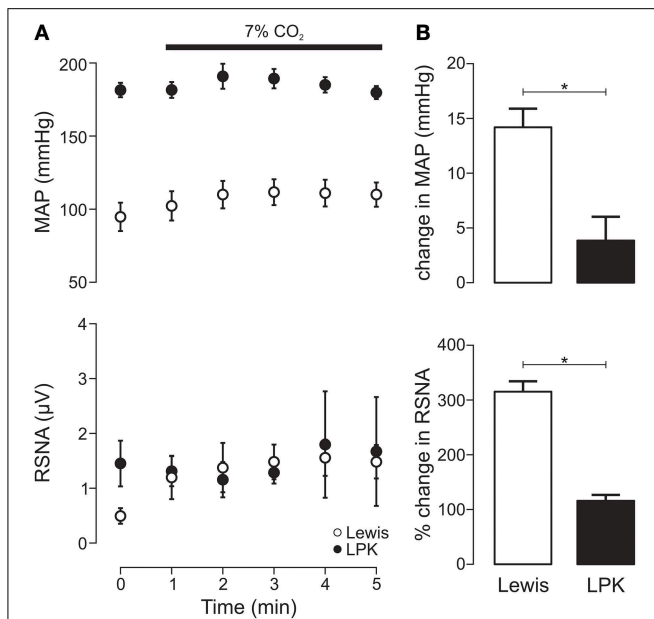 A
7% CO2
B
200
150
100
50
MAP (mmHg)
20
15
10
5
0
change in MAP (mmHg)
*
4
3
2
1
0
RSNA (µV)
Lewis
LPK
0 1 2 3 4 5
Time (min)
400
300
200
100
0
% change in RSNA
*
Lewis LPK